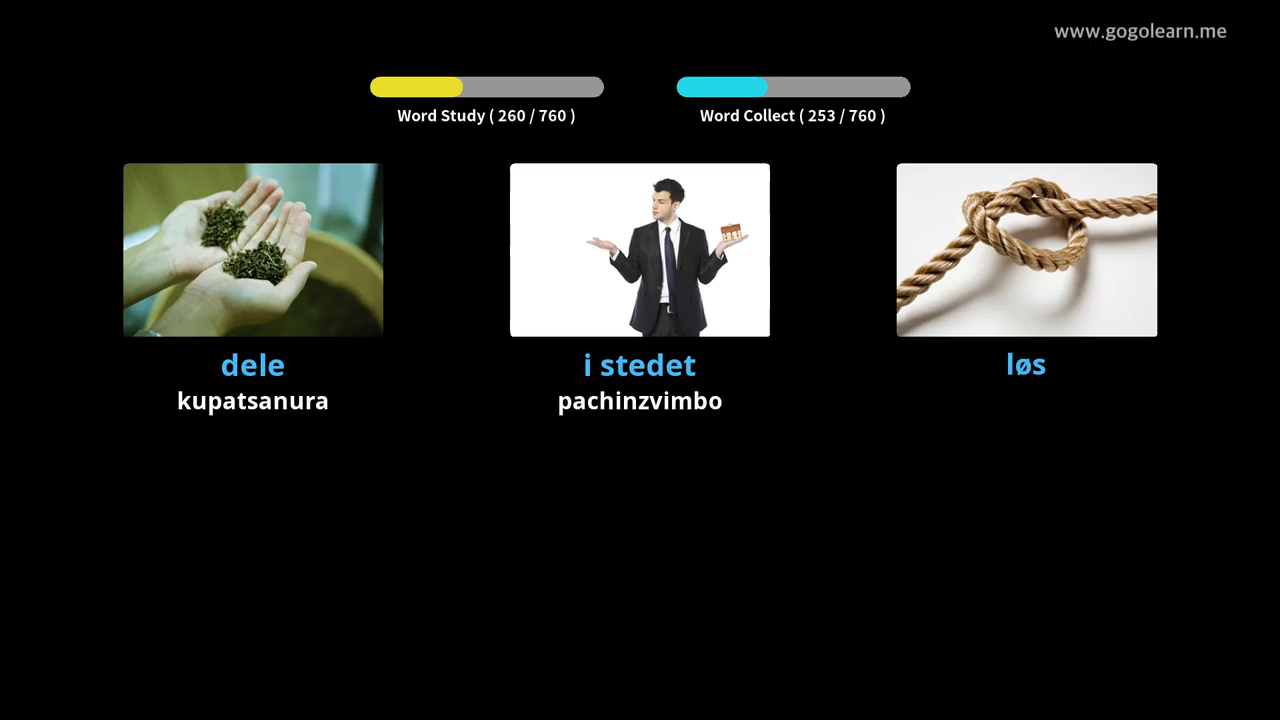 www.gogolearn.me
Word Study ( 260 / 760 )
Word Collect ( 253 / 760 )
dele
kupatsanura
i stedet
pachinzvimbo
løs